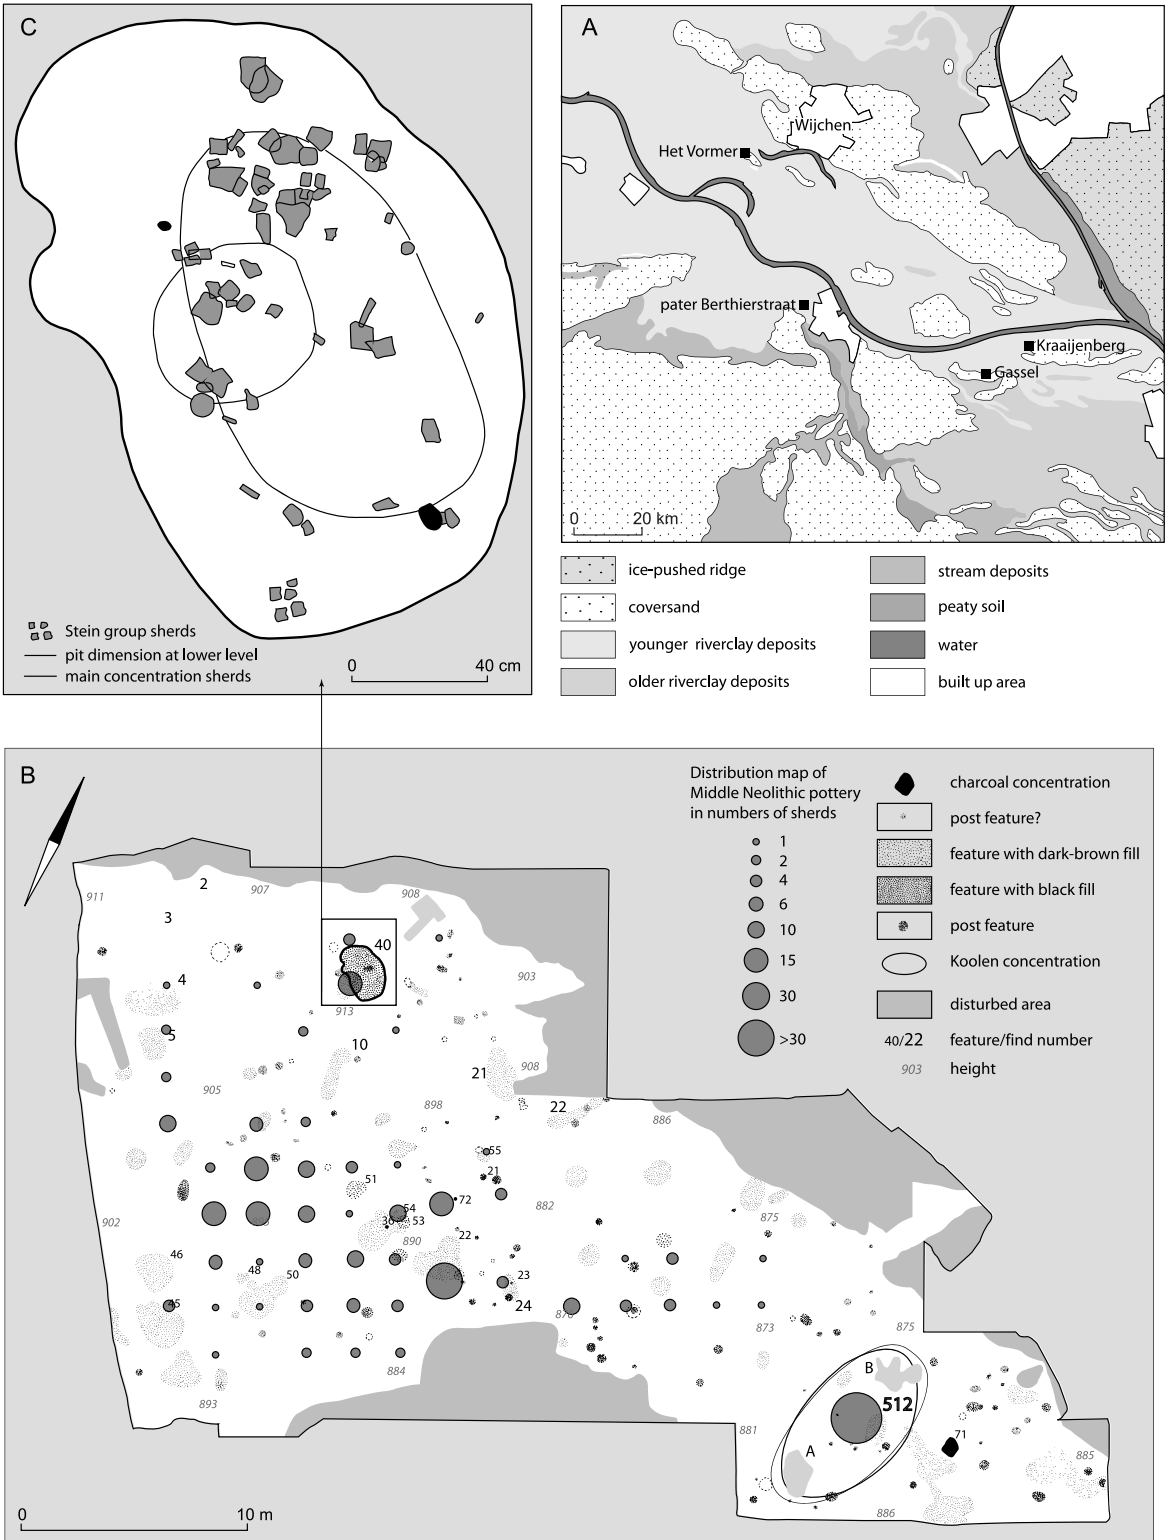 C
Stein group sherds
pit dimension at lower level
main concentration sherds
0 40 cm
A
Wijchen
Het Vormer
pater Berthierstraat
Kraaijenberg
Gassel
0 20 km
ice-pushed ridge
coversand
younger riverclay deposits
older riverclay deposits
stream deposits
peaty soil
water
built up area
B
Distribution map of
Middle Neolithic pottery
in numbers of sherds
1
2
4
6
10
15
30
>30
charcoal concentration
post feature?
feature with dark-brown fill
feature with black fill
post feature
Koolen concentration
disturbed area
40/22 feature/find number
903 height
911
2
907
908
3
40
4
903
913
5
10
21
908
905
898
22
886
55
21
51
72
882
875
54
36
53
902
22
890
46
48
50
23
45
24
876
873
875
884
893
B
512
881
A
71
885
886
0 10 m